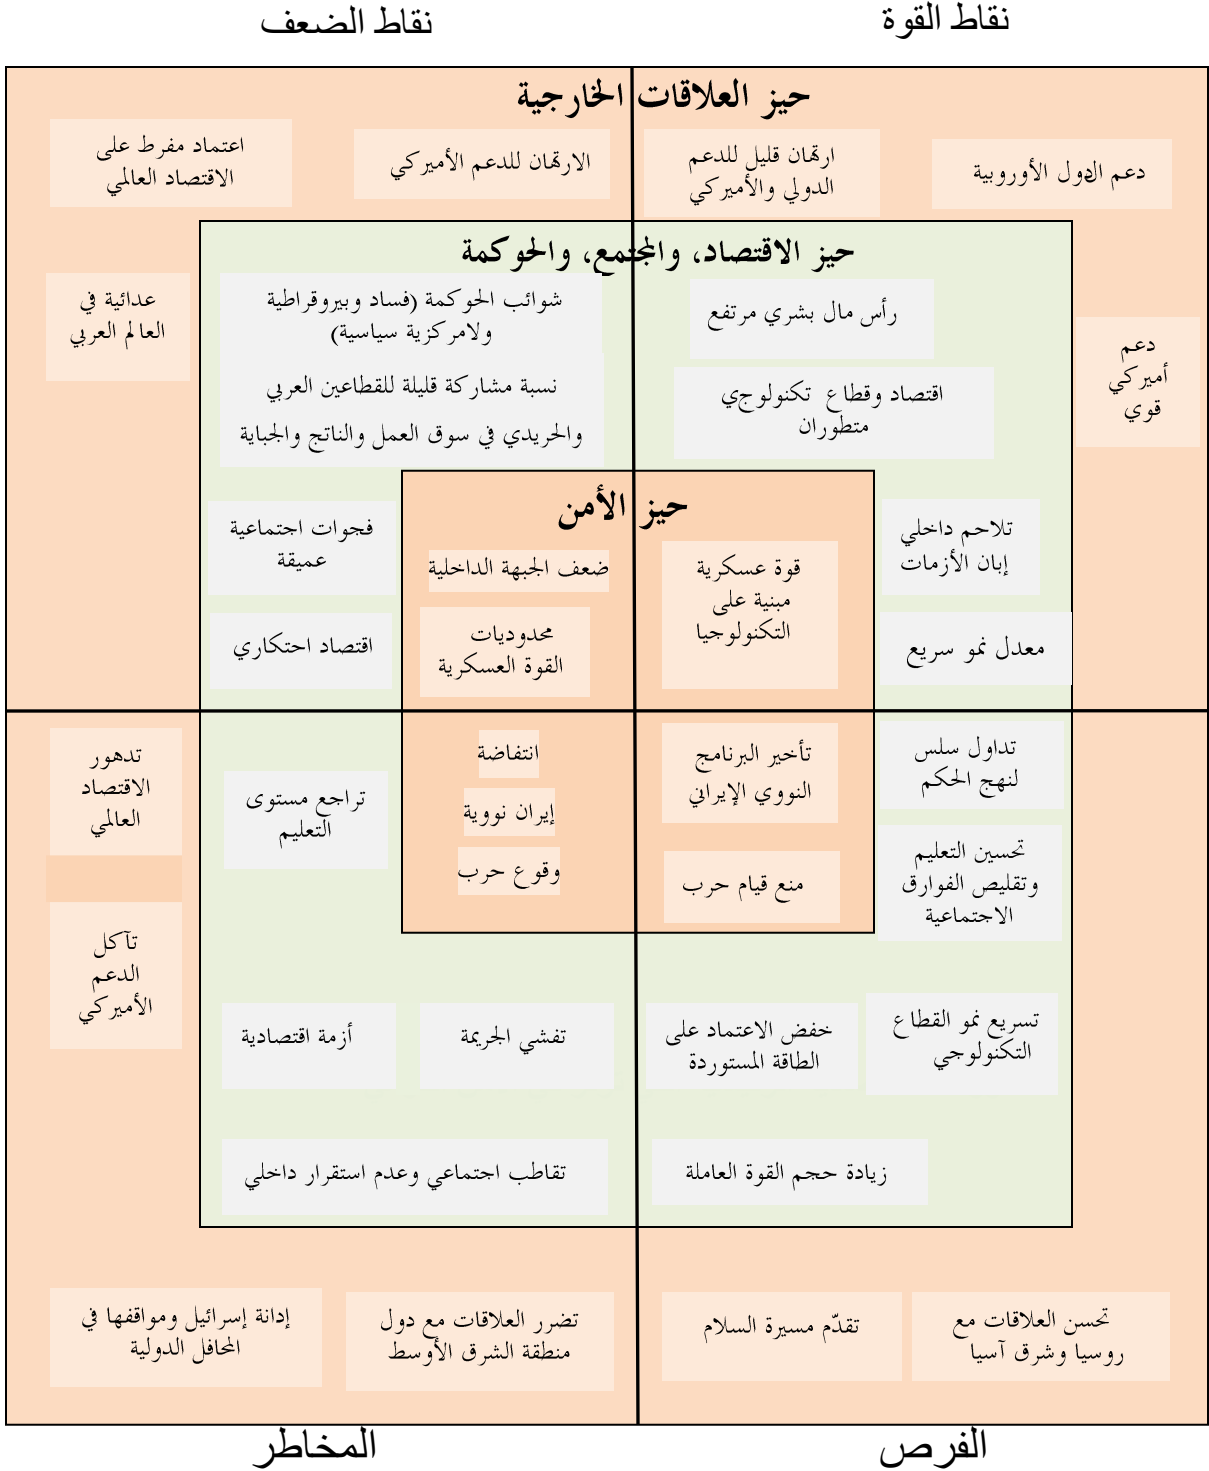 نقاط القوة
نقاط الضعف
حيز العلاقات الخارجية
دعم الدول الأوروبية
ارتهان قليل للدعم
الدولي والأميركي
الارتهان للدعم الأميركي
اعتماد مفرط على
الاقتصاد العالمي
حيز الاقتصاد، والمجتمع، والحوكمة
دعم
أميركي
قوي
رأس مال بشري مرتفع
شوائب الحوكمة (فساد وبيروقراطية
ولامركزية سياسية)
عدائية في
العالم العربي
اقتصاد وقطاع تكنولوجي
متطوران
نسبة مشاركة قليلة للقطاعين العربي
والحريدي في سوق العمل والناتج والجباية
حيز الأمن
تلاحم داخلي
إبان الأزمات
قوة عسكرية
مبنية على
التكنولوجيا
ضعف الجبهة الداخلية
فجوات اجتماعية
عميقة
معدل نمو سريع
محدوديات
القوة العسكرية
اقتصاد احتكاري
تداول سلس
لنهج الحكم
تأخير البرنامج
النووي الإيراني
انتفاضة
إيران نووية
وقوع حرب
تراجع مستوى
التعليم
تدهور
الاقتصاد
العالمي
تحسين التعليم
وتقليص الفوارق
الاجتماعية
منع قيام حرب
تآكل
الدعم
الأميركي
تسريع نمو القطاع
التكنولوجي
خفض الاعتماد على
الطاقة المستوردة
تفشي الجريمة
أزمة اقتصادية
زيادة حجم القوة العاملة
تقاطب اجتماعي وعدم استقرار داخلي
تحسن العلاقات مع
روسيا وشرق آسيا
تقدّم مسيرة السلام
تضرر العلاقات مع دول
منطقة الشرق الأوسط
إدانة إسرائيل ومواقفها في
المحافل الدولية
الفرص
المخاطر